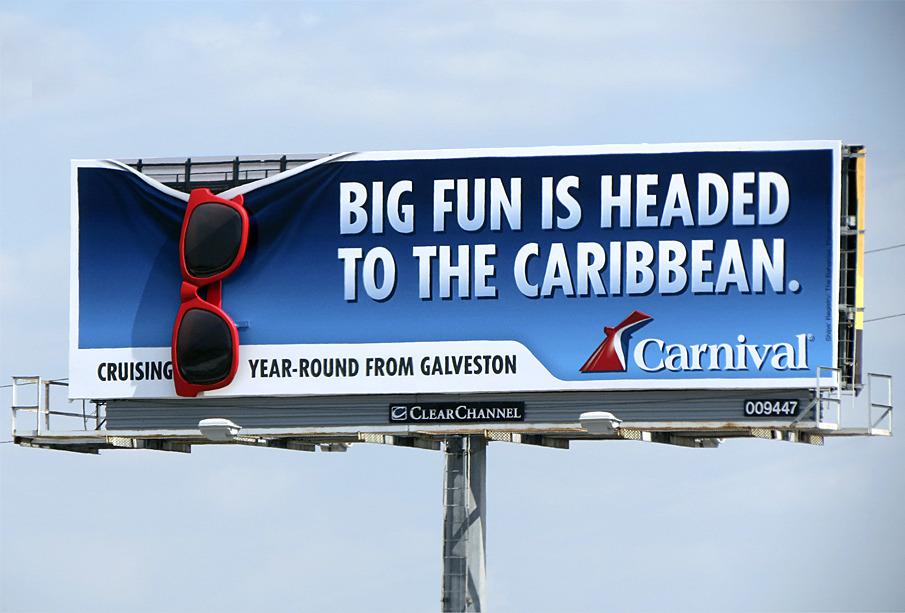 BIG FUN IS HEADED
TO THE CARIBBEAN.
Carnival®
CRUISING YEAR-ROUND FROM GALVESTON
CLEARCHANNEL
009447